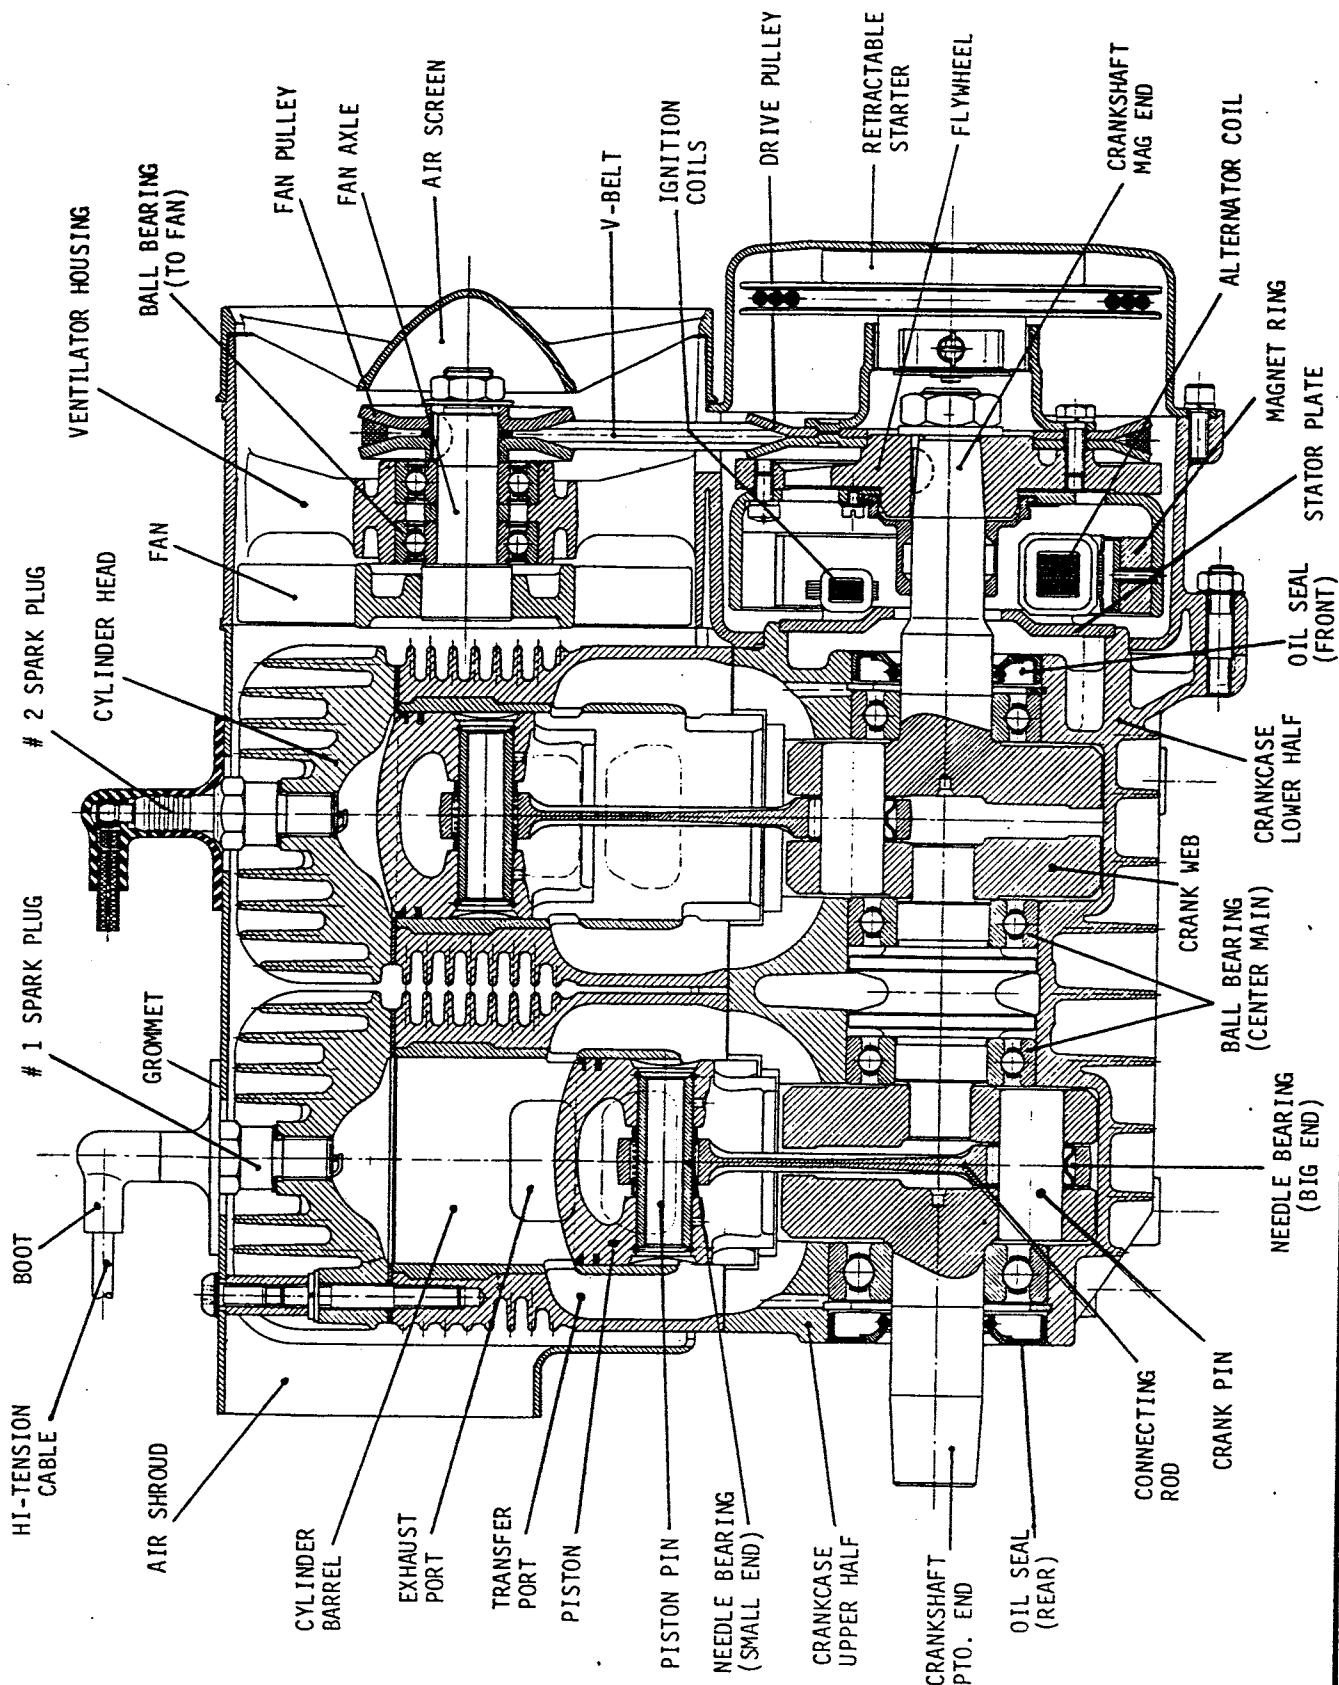 HI-TENSION
CABLE
BOOT
# 1 SPARK PLUG
# 2 SPARK PLUG
GROMMET
CYLINDER HEAD
FAN
VENTILATOR HOUSING
BALL BEARING
(TO FAN)
FAN PULLEY
FAN AXLE
AIR SCREEN
V-BELT
IGNITION
COILS
DRIVE PULLEY
RETRACTABLE
STARTER
FLYWHEEL
CRANKSHAFT
MAG END
ALTERNATOR COIL
MAGNET RING
STATOR PLATE
OIL SEAL
(FRONT)
CRANKCASE
LOWER HALF
CRANK WEB
BALL BEARING
(CENTER MAIN)
NEEDLE BEARING
(BIG END)
CRANK PIN
CONNECTING
ROD
OIL SEAL
(REAR)
CRANKSHAFT
PTO. END
CRANKCASE
UPPER HALF
NEEDLE BEARING
(SMALL END)
PISTON PIN
PISTON
TRANSFER
PORT
EXHAUST
PORT
CYLINDER
BARREL
AIR SHROUD